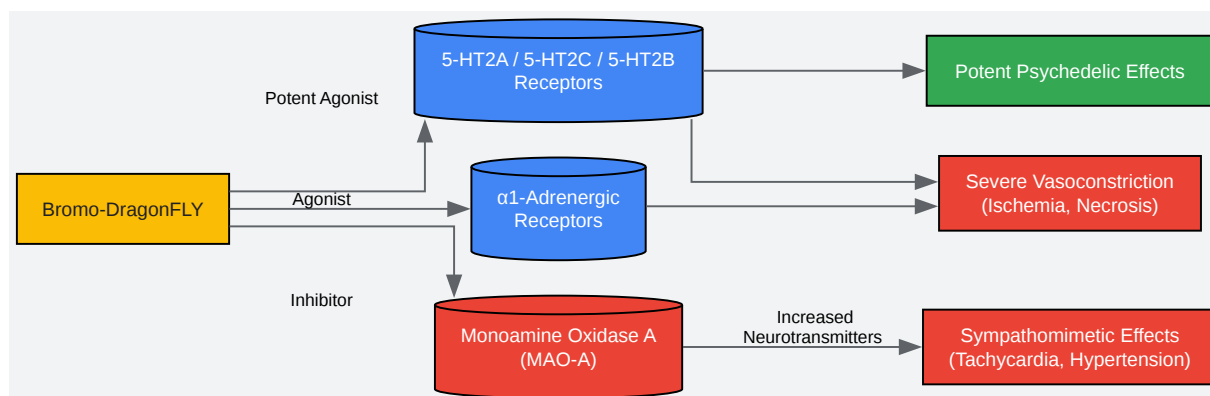 5-HT2A / 5-HT2C / 5-HT2B
Receptors
Potent Psychedelic Effects
Potent Agonist
Bromo-DragonFLY
Agonist
α1-Adrenergic
Receptors
Severe Vasoconstriction
(Ischemia, Necrosis)
Inhibitor
Monoamine Oxidase A
(MAO-A)
Increased
Neurotransmitters
Sympathomimetic Effects
(Tachycardia, Hypertension)